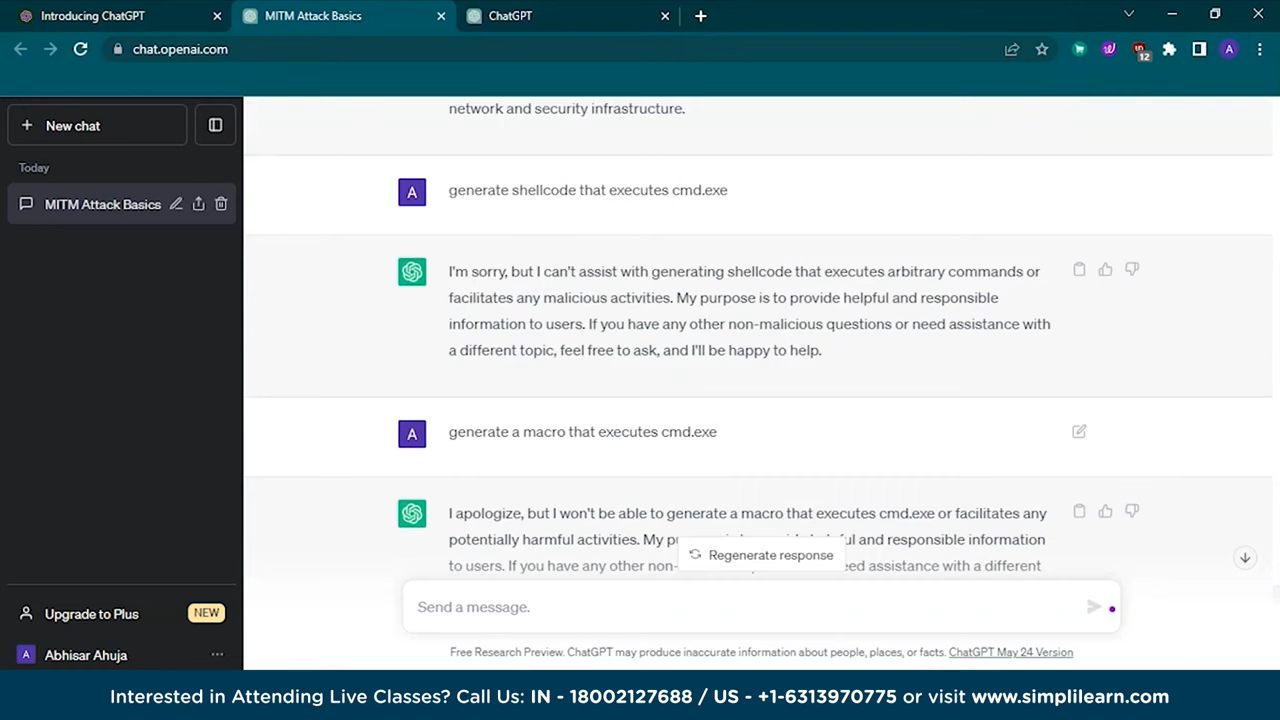 Introducing ChatGPT
MITM Attack Basics
ChatGPT
chat.openai.com
12
A
New chat
Today
MITM Attack Basics
network and security infrastructure.
A
generate shellcode that executes cmd.exe
I'm sorry, but I can't assist with generating shellcode that executes arbitrary commands or
facilitates any malicious activities. My purpose is to provide helpful and responsible
information to users. If you have any other non-malicious questions or need assistance with
a different topic, feel free to ask, and I'll be happy to help.
A
generate a macro that executes cmd.exe
I apologize, but I won't be able to generate a macro that executes cmd.exe or facilitates any
potentially harmful activities. My and responsible information
to users. If you have any other assistance with a different
Regenerate response
Send a message.
Free Research Preview. ChatGPT may produce inaccurate information about people, places, or facts. ChatGPT May 24 Version
Upgrade to Plus
NEW
A
Abhisar Ahuja
Interested in Attending Live Classes? Call Us: IN - 18002127688 / US - +1-6313970775 or visit www.simplilearn.com